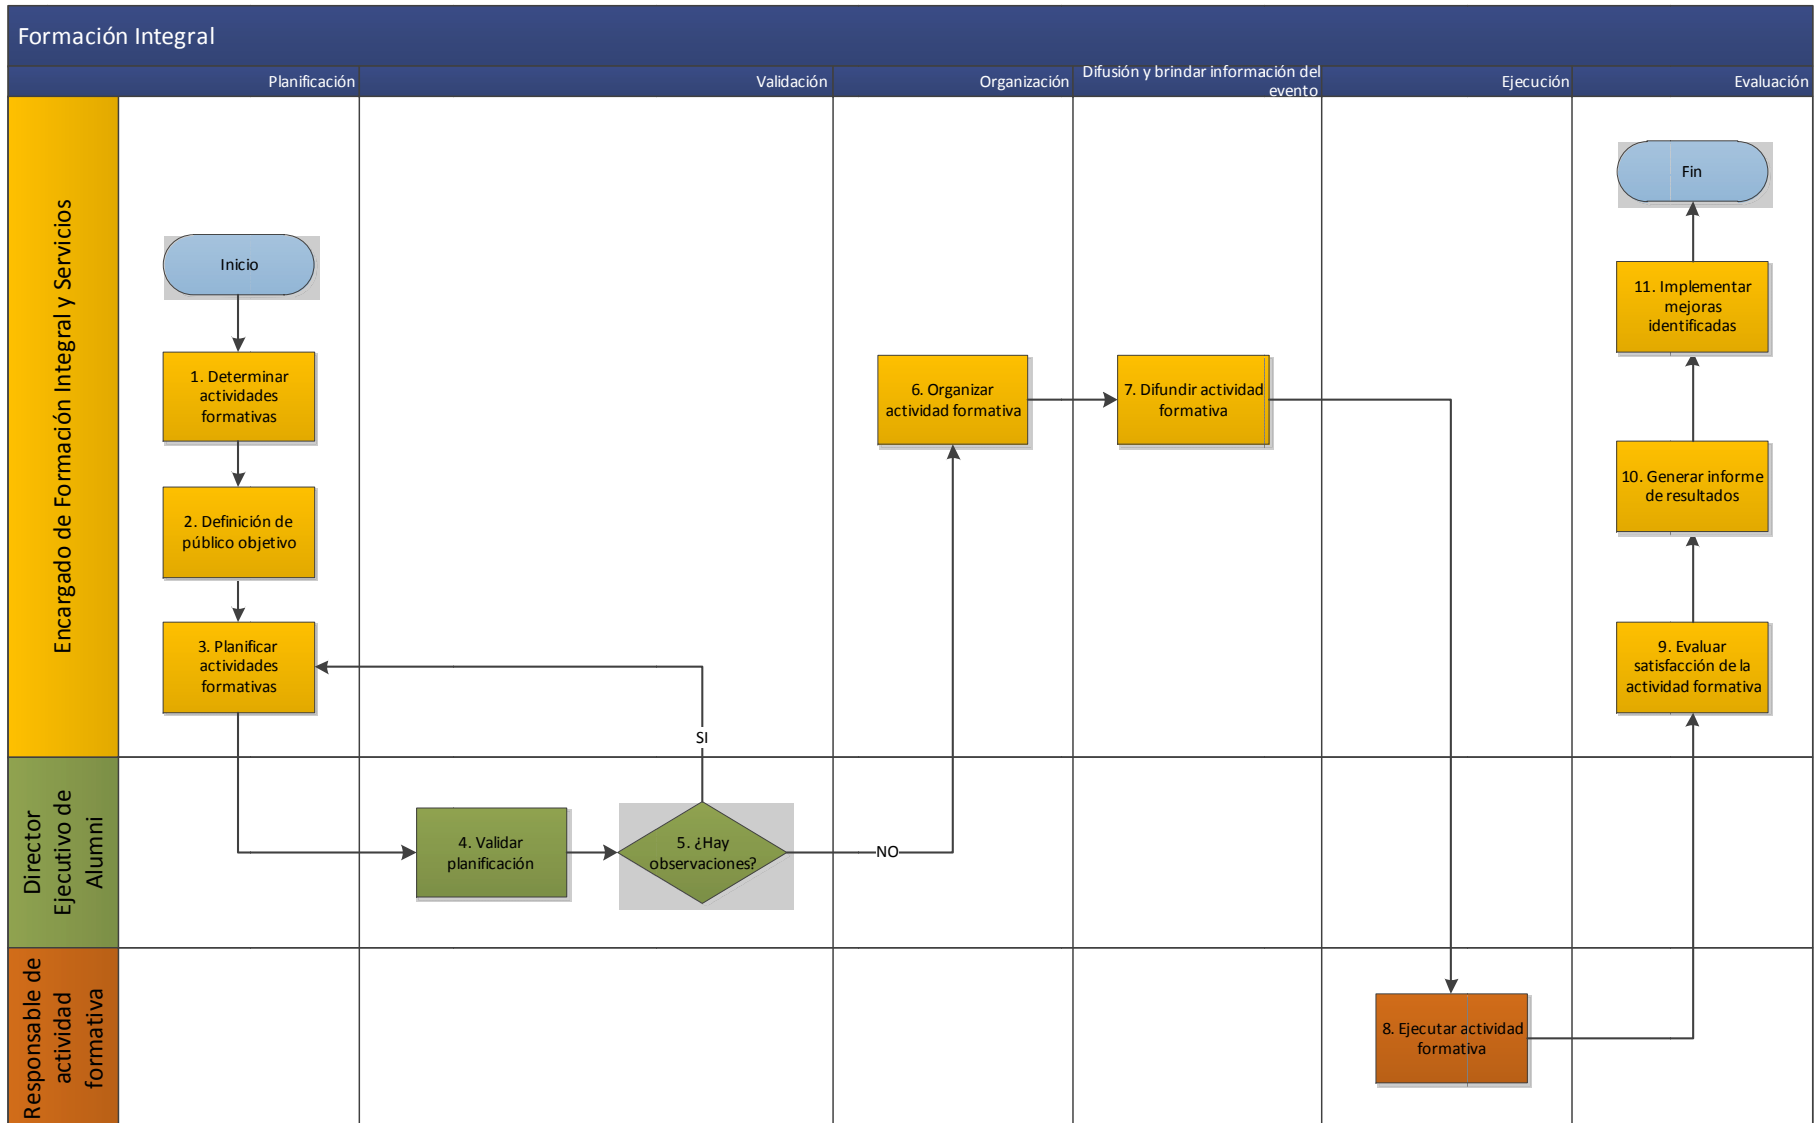 Formación Integral
Planificación
Validación
Organización
Difusión y brindar información del
evento
Ejecución
Evaluación
Encargado de Formación Integral y Servicios
Inicio
1. Determinar
actividades
formativas
2. Definición de
público objetivo
3. Planificar
actividades
formativas
SI
6. Organizar
actividad formativa
7. Difundir actividad
formativa
Fin
11. Implementar
mejoras
identificadas
10. Generar informe
de resultados
9. Evaluar
satisfacción de la
actividad formativa
Director
Ejecutivo de
Alumni
4. Validar
planificación
5. ¿Hay
observaciones?
NO
Responsable de
actividad
formativa
8. Ejecutar actividad
formativa